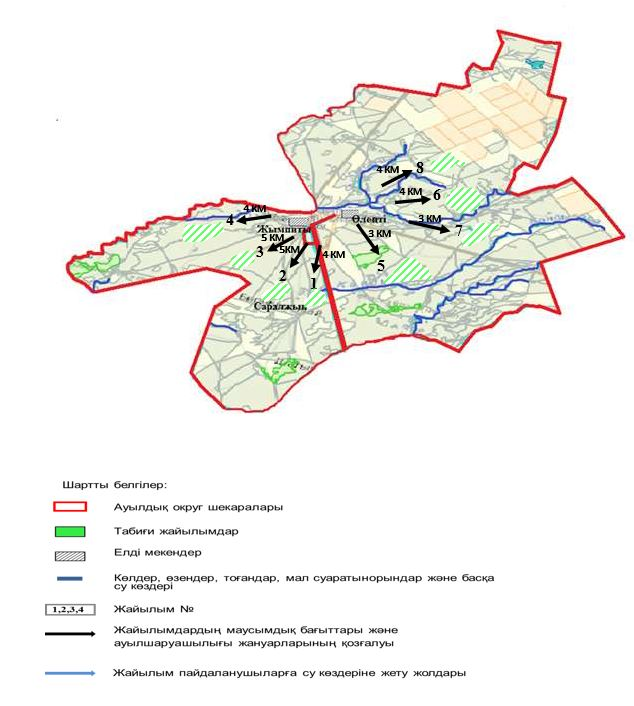 8
4 КМ
4 КМ
6
4 КМ
4
3 КМ
Өлеңті
Жымпиты
7
5 КМ
3 КМ
3
5КМ
4 КМ
5
2
1
Саралжың
Шартты белгілер:
Ауылдық округ шекаралары
Табиғи жайылымдар
Елді мекендер
Көлдер, өзендер, тоғандар, мал суаратынорындар және басқа
су көздері
1,2,3,4 Жайылым №
Жайылымдардың маусымдық бағыттары және
ауылшаруашылығы жануарларының қозғалуы
Жайылым пайдаланушыларға су көздеріне жету жолдары